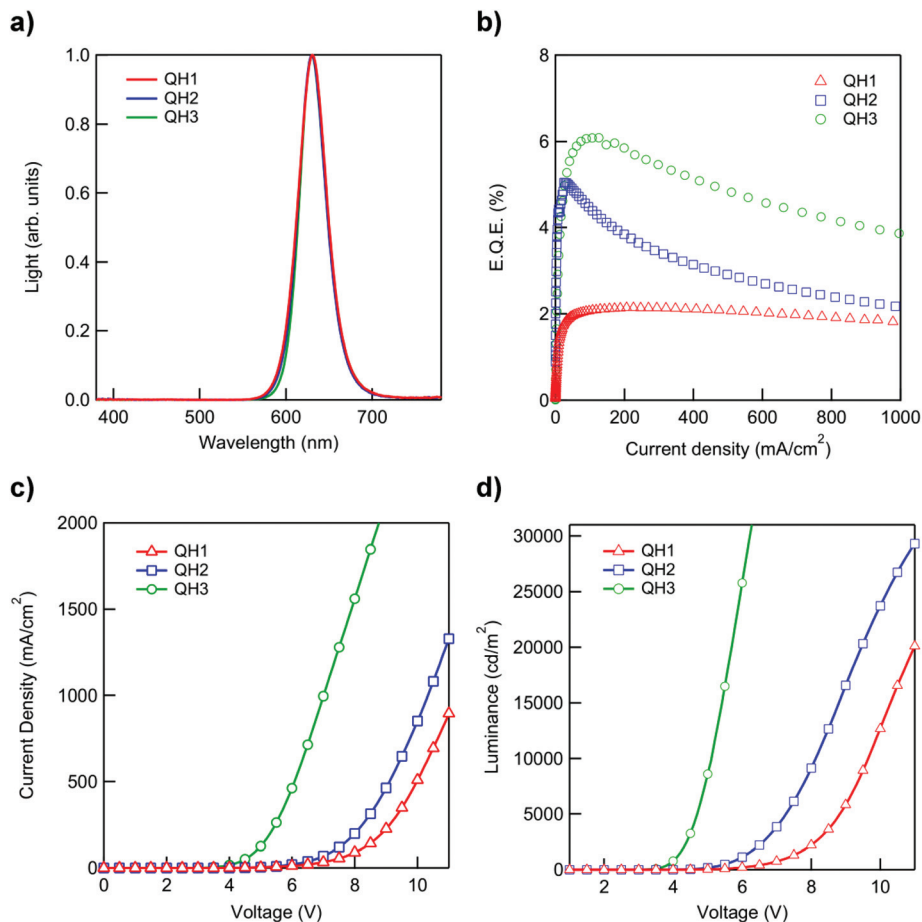 a)
QH1
QH2
QH3
Light (arb. units)
1.0
0.8
0.6
0.4
0.2
0.0
400 500 600 700
Wavelength (nm)
b)
QH1
QH2
QH3
E.Q.E. (%)
8
6
4
2
0
0 200 400 600 800 1000
Current density (mA/cm²)
c)
QH1
QH2
QH3
Current Density (mA/cm²)
2000
1500
1000
500
0
0 2 4 6 8 10
Voltage (V)
d)
QH1
QH2
QH3
Luminance (cd/m²)
30000
25000
20000
15000
10000
5000
0
2 4 6 8 10
Voltage (V)